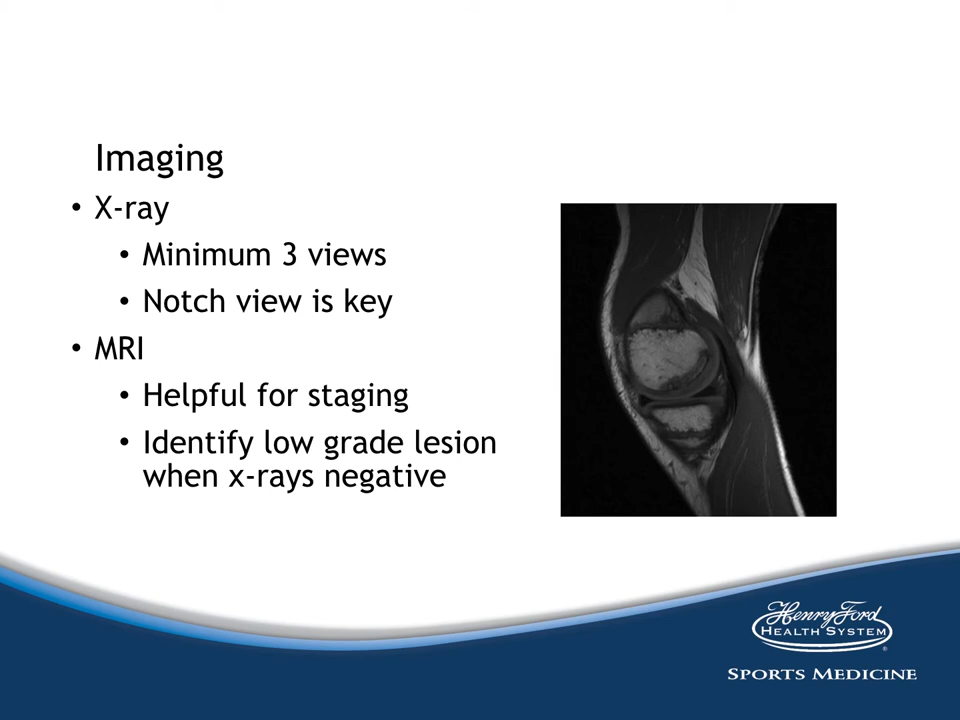 Imaging
• X-ray
• Minimum 3 views
• Notch view is key
• MRI
• Helpful for staging
• Identify low grade lesion
when x-rays negative
Henry Ford
HEALTH SYSTEM
®
SPORTS MEDICINE